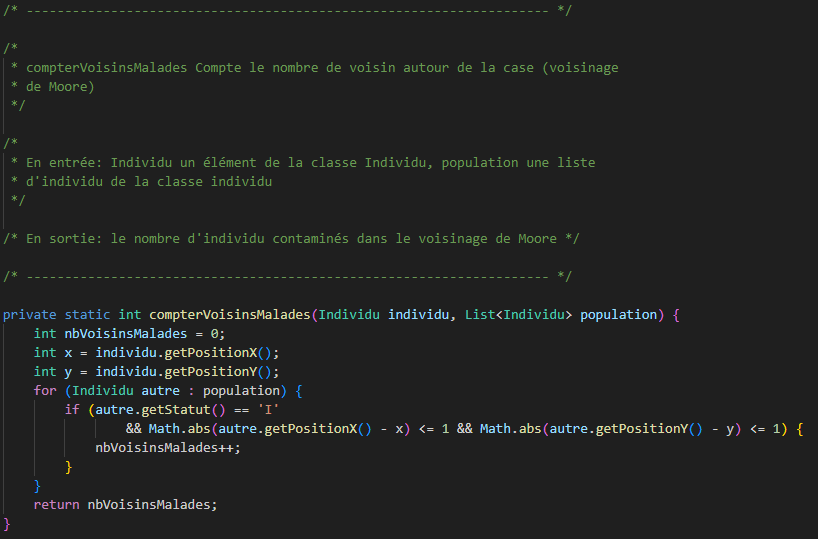 /* ------------------------------------------------------------------- */
/*
* compterVoisinsMalades Compte le nombre de voisin autour de la case (voisinage
* de Moore)
*/
/*
* En entrée: Individu un élément de la classe Individu, population une liste
* d'individu de la classe individu
*/
/* En sortie: le nombre d'individu contaminés dans le voisinage de Moore */
/* ------------------------------------------------------------------- */
private static int compterVoisinsMalades(Individu individu, List<Individu> population) {
int nbVoisinsMalades = 0;
int x = individu.getPositionX();
int y = individu.getPositionY();
for (Individu autre : population) {
if (autre.getStatut() == 'I'
&& Math.abs(autre.getPositionX() - x) <= 1 && Math.abs(autre.getPositionY() - y) <= 1) {
nbVoisinsMalades++;
}
}
return nbVoisinsMalades;
}